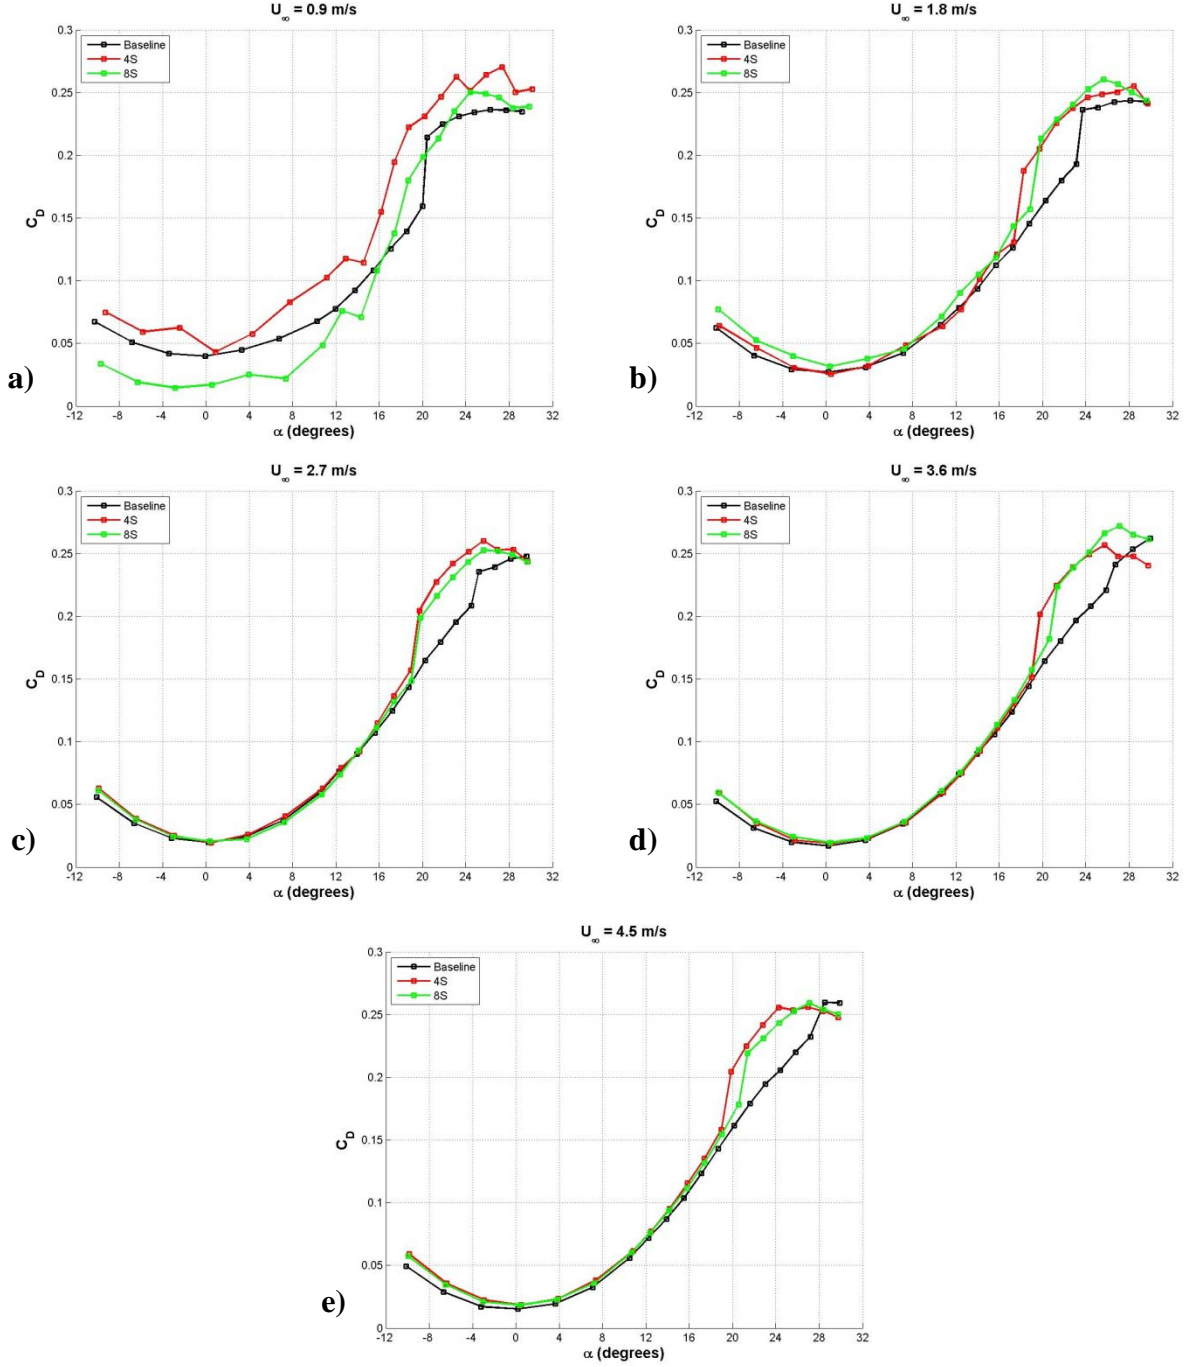 U∞ = 0.9 m/s
0.3
0.25
0.2
0.15
0.1
0.05
0
C_D
Baseline
4S
8S
-12 -8 -4 0 4 8 12 16 20 24 28 32
α (degrees)
a)
U∞ = 1.8 m/s
0.3
0.25
0.2
0.15
0.1
0.05
0
C_D
Baseline
4S
8S
-12 -8 -4 0 4 8 12 16 20 24 28 32
α (degrees)
b)
U∞ = 2.7 m/s
0.3
0.25
0.2
0.15
0.1
0.05
0
C_D
Baseline
4S
8S
-12 -8 -4 0 4 8 12 16 20 24 28 32
α (degrees)
c)
U∞ = 3.6 m/s
0.3
0.25
0.2
0.15
0.1
0.05
0
C_D
Baseline
4S
8S
-12 -8 -4 0 4 8 12 16 20 24 28 32
α (degrees)
d)
U∞ = 4.5 m/s
0.3
0.25
0.2
0.15
0.1
0.05
0
C_D
Baseline
4S
8S
-12 -8 -4 0 4 8 12 16 20 24 28 32
α (degrees)
e)